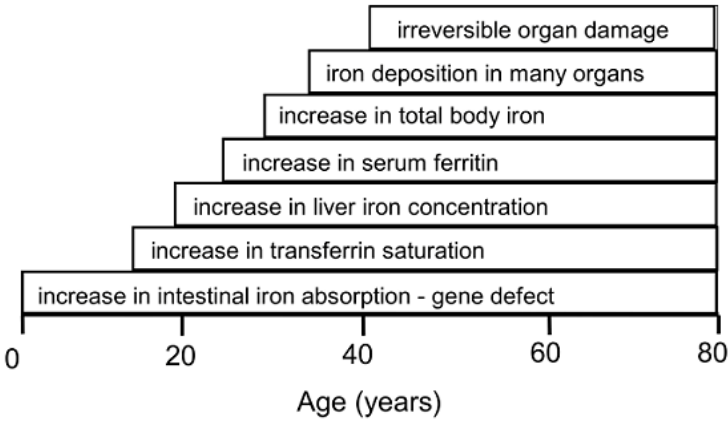 irreversible organ damage
iron deposition in many organs
increase in total body iron
increase in serum ferritin
increase in liver iron concentration
increase in transferrin saturation
increase in intestinal iron absorption - gene defect
0 20 40 60 80
Age (years)